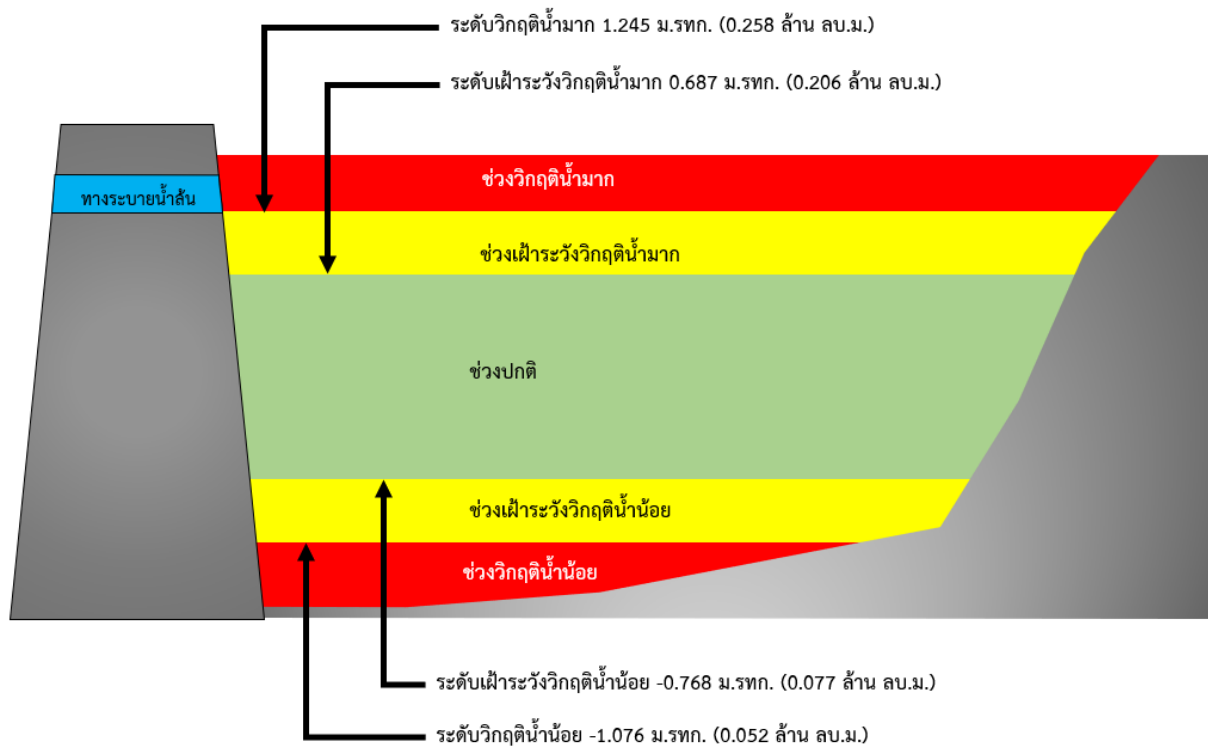 ระดับวิกฤติน้ำมาก 1.245 ม.รทก. (0.258 ล้าน ลบ.ม.)
ระดับเฝ้าระวังวิกฤติน้ำมาก 0.687 ม.รทก. (0.206 ล้าน ลบ.ม.)
ช่วงวิกฤติน้ำมาก
ทางระบายน้ำล้น
ช่วงเฝ้าระวังวิกฤติน้ำมาก
ช่วงปกติ
ช่วงเฝ้าระวังวิกฤติน้ำน้อย
ช่วงวิกฤติน้ำน้อย
ระดับเฝ้าระวังวิกฤติน้ำน้อย -0.768 ม.รทก. (0.077 ล้าน ลบ.ม.)
ระดับวิกฤติน้ำน้อย -1.076 ม.รทก. (0.052 ล้าน ลบ.ม.)